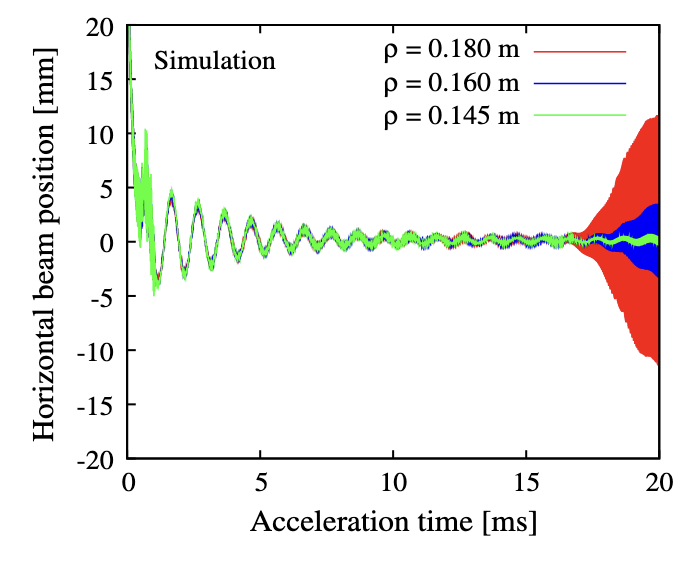 Horizontal beam position [mm]
20
15
10
5
0
-5
-10
-15
-20
Simulation
ρ = 0.180 m
ρ = 0.160 m
ρ = 0.145 m
0 5 10 15 20
Acceleration time [ms]